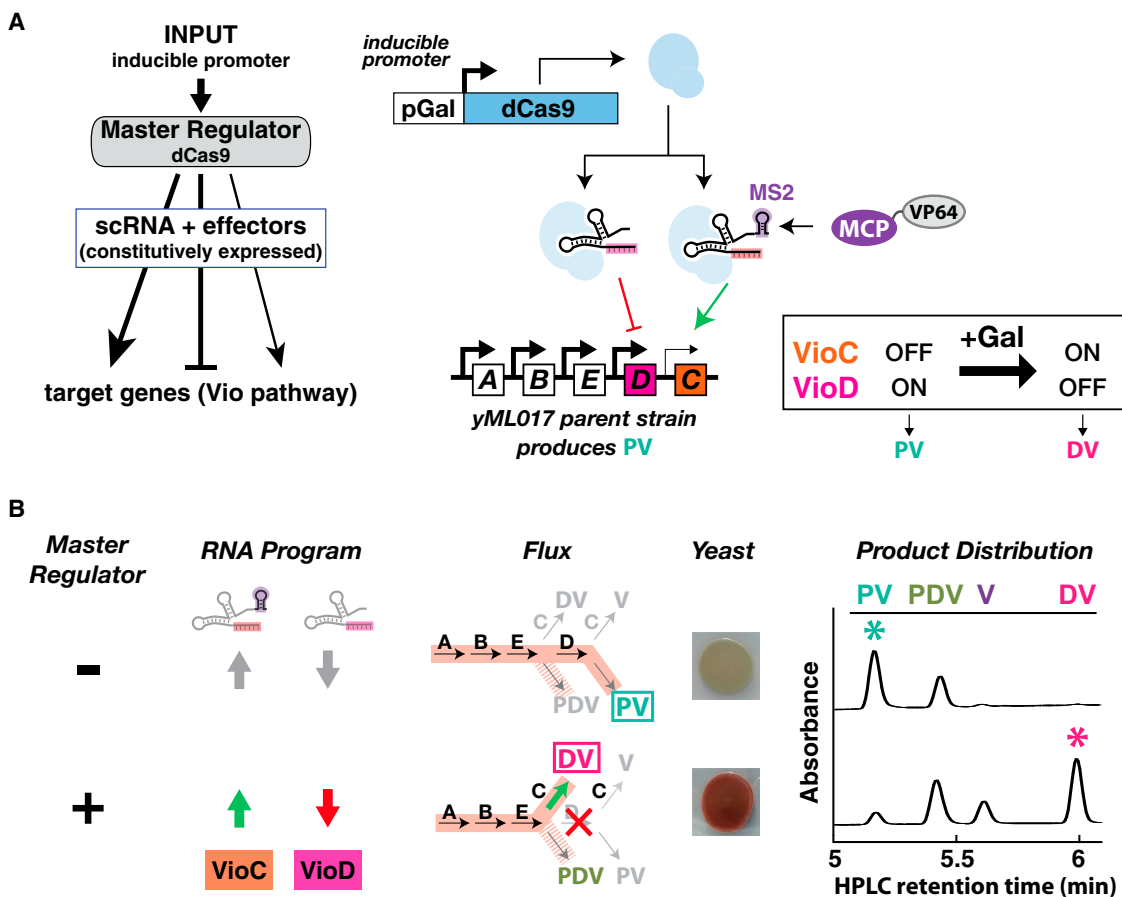 A
INPUT
inducible promoter
Master Regulator
dCas9
scRNA + effectors
(constitutively expressed)
target genes (Vio pathway)
inducible
promoter
pGal
dCas9
MS2
MCP
VP64
A B E D C
yML017 parent strain
produces PV
+Gal
VioC OFF ON
VioD ON OFF
PV DV
B
Master
Regulator
RNA Program
Flux
Yeast
Product Distribution
-
A B E D C C
DV V
PDV PV
+
A B E C D C
DV V
PDV PV
VioC VioD
PV PDV V DV
*
*
Absorbance
5 5.5 6
HPLC retention time (min)